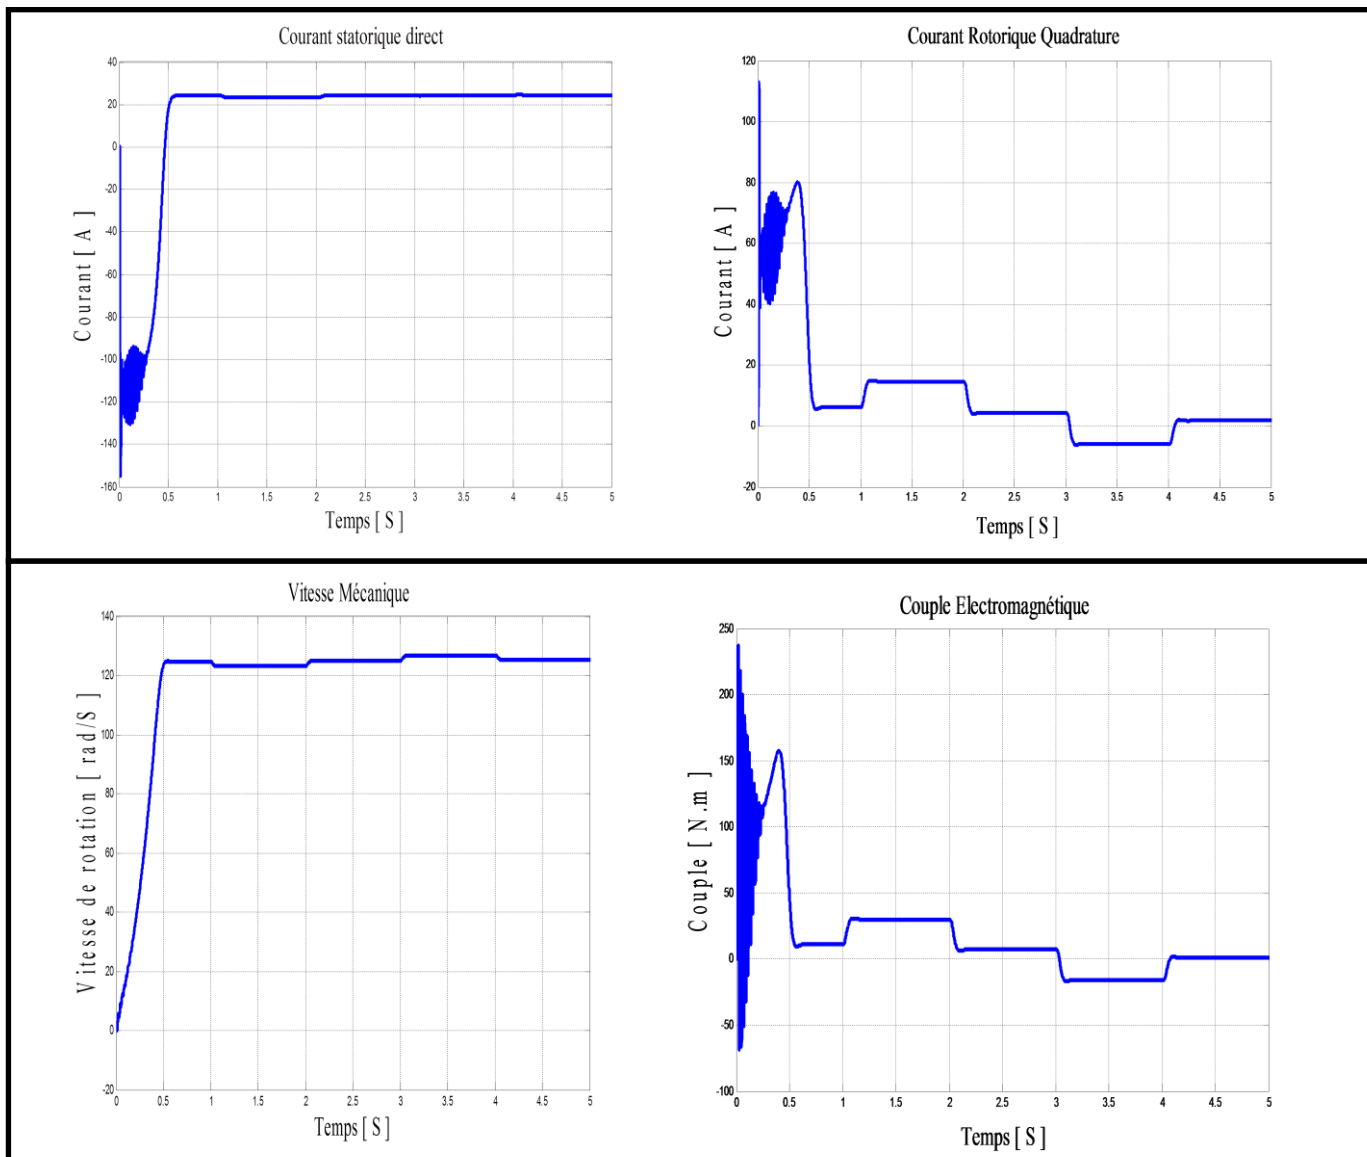 Courant statorique direct
Courant [ A ]
40
20
0
-20
-40
-60
-80
-100
-120
-140
-160
0 0.5 1 1.5 2 2.5 3 3.5 4 4.5 5
Temps [ S ]
Courant Rotorique Quadrature
Courant [ A ]
120
100
80
60
40
20
0
-20
0 0.5 1 1.5 2 2.5 3 3.5 4 4.5 5
Temps [ S ]
Vitesse Mécanique
Vitesse de rotation [ rad/S ]
140
120
100
80
60
40
20
0
-20
0 0.5 1 1.5 2 2.5 3 3.5 4 4.5 5
Temps [ S ]
Couple Electromagnétique
Couple [ N.m ]
250
200
150
100
50
0
-50
-100
0 0.5 1 1.5 2 2.5 3 3.5 4 4.5 5
Temps [ S ]